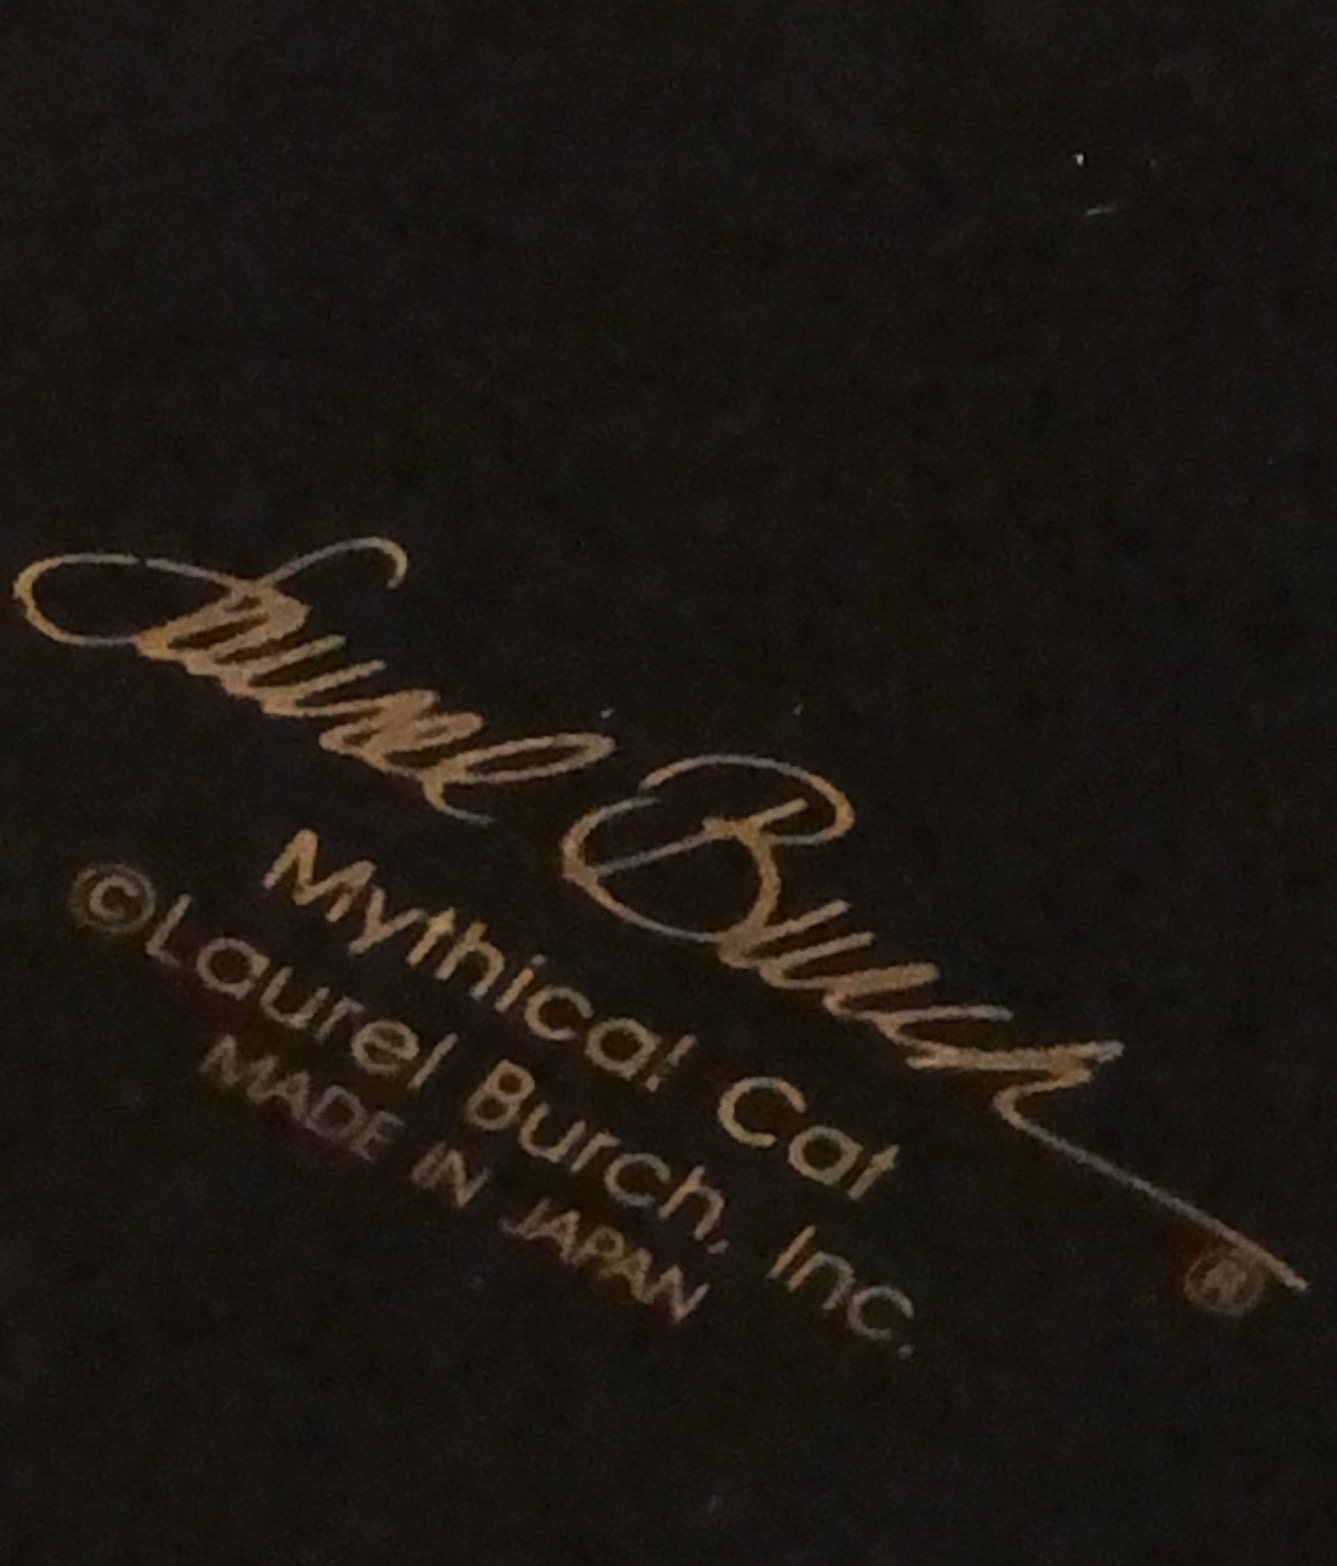 Laurel Burch ®
Mythical Cat
©Laurel Burch, Inc.
MADE IN JAPAN